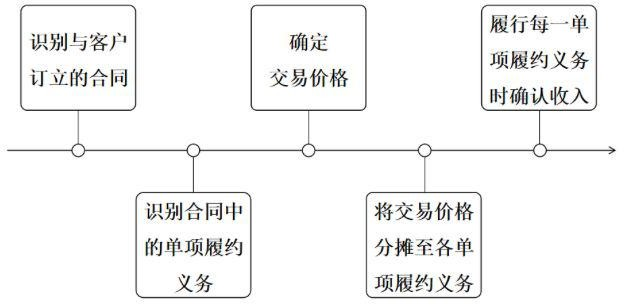 识别与客户
订立的合同
识别合同中
的单项履约
义务
确定
交易价格
将交易价格
分摊至各单
项履约义务
履行每一单
项履约义务
时确认收入